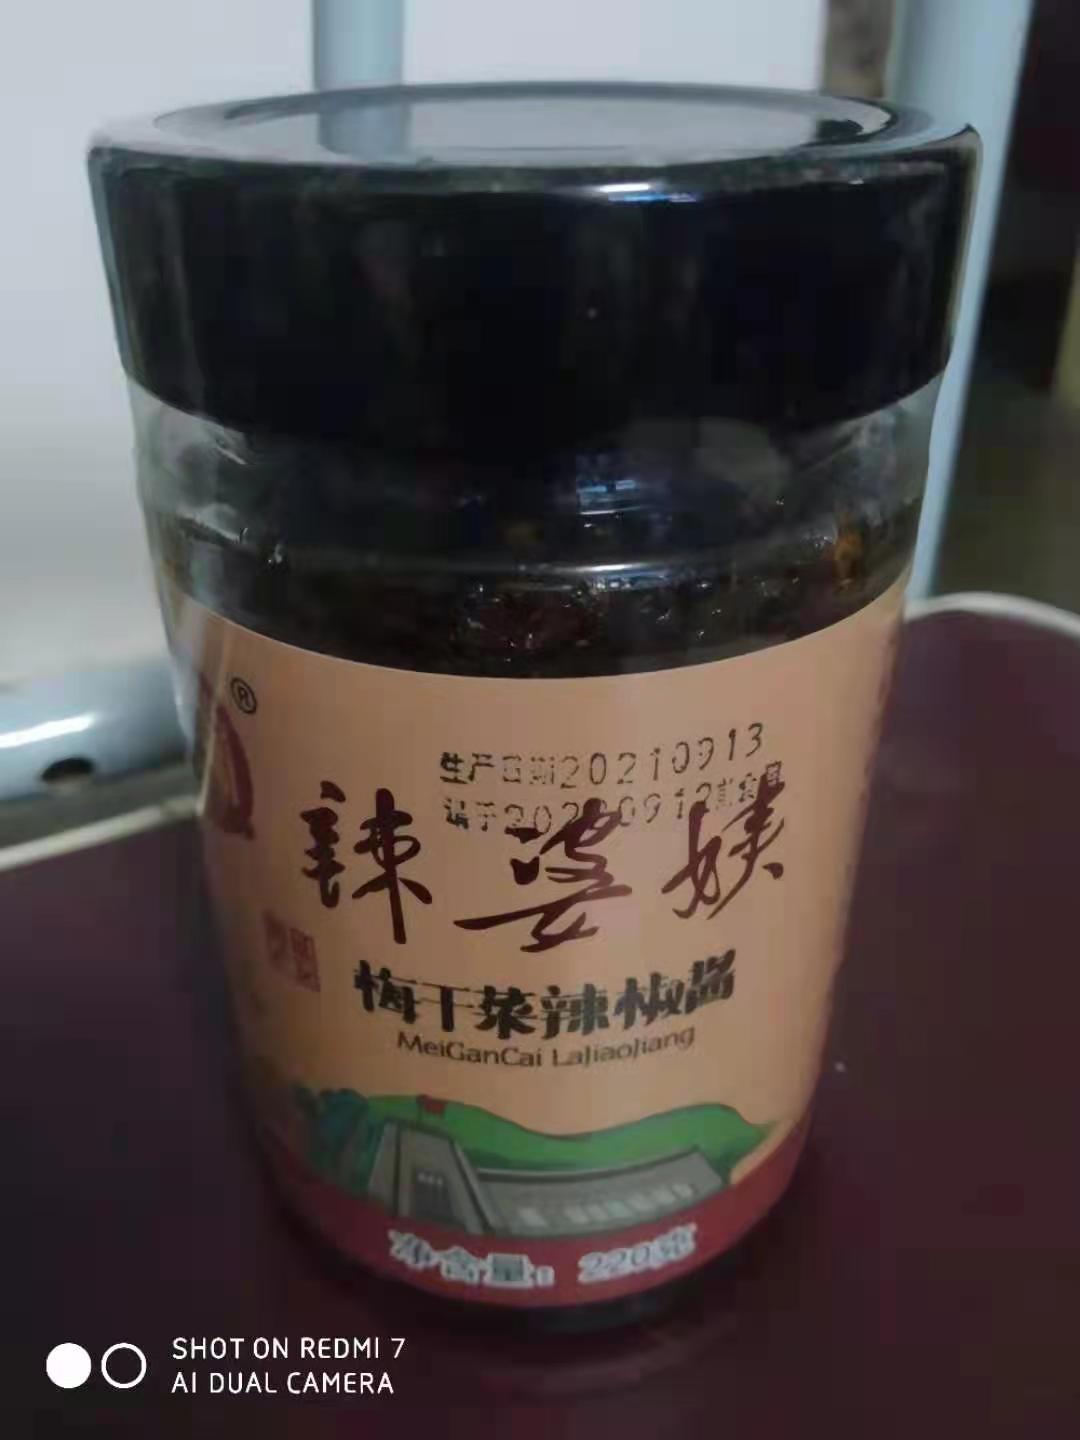 ®
生产日期20210913
辣婆姨
梅干菜辣椒酱
MeiGanCai LaJiaoJiang
净含量：220克
SHOT ON REDMI 7
AI DUAL CAMERA